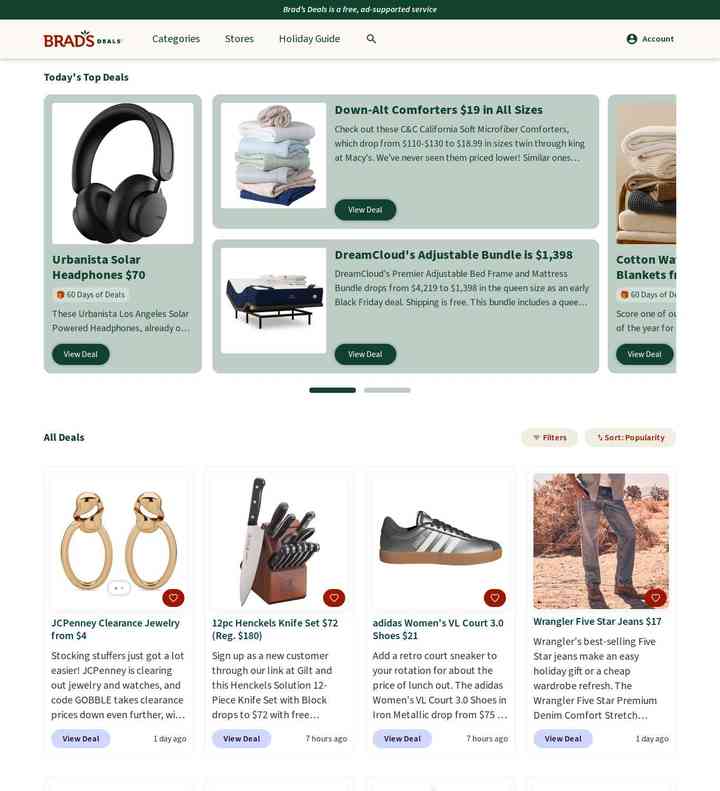 Brad's Deals is a free, ad-supported service
BRAD'S DEALS
Categories
Stores
Holiday Guide
Account
Today's Top Deals
Urbanista Solar
Headphones $70
60 Days of Deals
These Urbanista Los Angeles Solar
Powered Headphones, already o…
View Deal
Down-Alt Comforters $19 in All Sizes
Check out these C&C California Soft Microfiber Comforters,
which drop from $110-$130 to $18.99 in sizes twin through king
at Macy's. We've never seen them priced lower! Similar ones…
View Deal
DreamCloud's Adjustable Bundle is $1,398
DreamCloud's Premier Adjustable Bed Frame and Mattress
Bundle drops from $4,219 to $1,398 in the queen size as an early
Black Friday deal. Shipping is free. This bundle includes a quee…
View Deal
Cotton
Blankets
60 Days of
Score one of
of the year for
View Deal
All Deals
Filters
Sort: Popularity
JCPenney Clearance Jewelry
from $4
Stocking stuffers just got a lot
easier! JCPenney is clearing
out jewelry and watches, and
code GOBBLE takes clearance
prices down even further, wi…
View Deal
1 day ago
12pc Henckels Knife Set $72
(Reg. $180)
Sign up as a new customer
through our link at Gilt and
this Henckels Solution 12-
Piece Knife Set with Block
drops to $72 with free…
View Deal
7 hours ago
adidas Women's VL Court 3.0
Shoes $21
Add a retro court sneaker to
your rotation for about the
price of lunch out. The adidas
Women's VL Court 3.0 Shoes in
Iron Metallic drop from $75 …
View Deal
7 hours ago
Wrangler Five Star Jeans $17
Wrangler's best-selling Five
Star jeans make an easy
holiday gift or a cheap
wardrobe refresh. The
Wrangler Five Star Premium
Denim Comfort Stretch…
View Deal
1 day ago